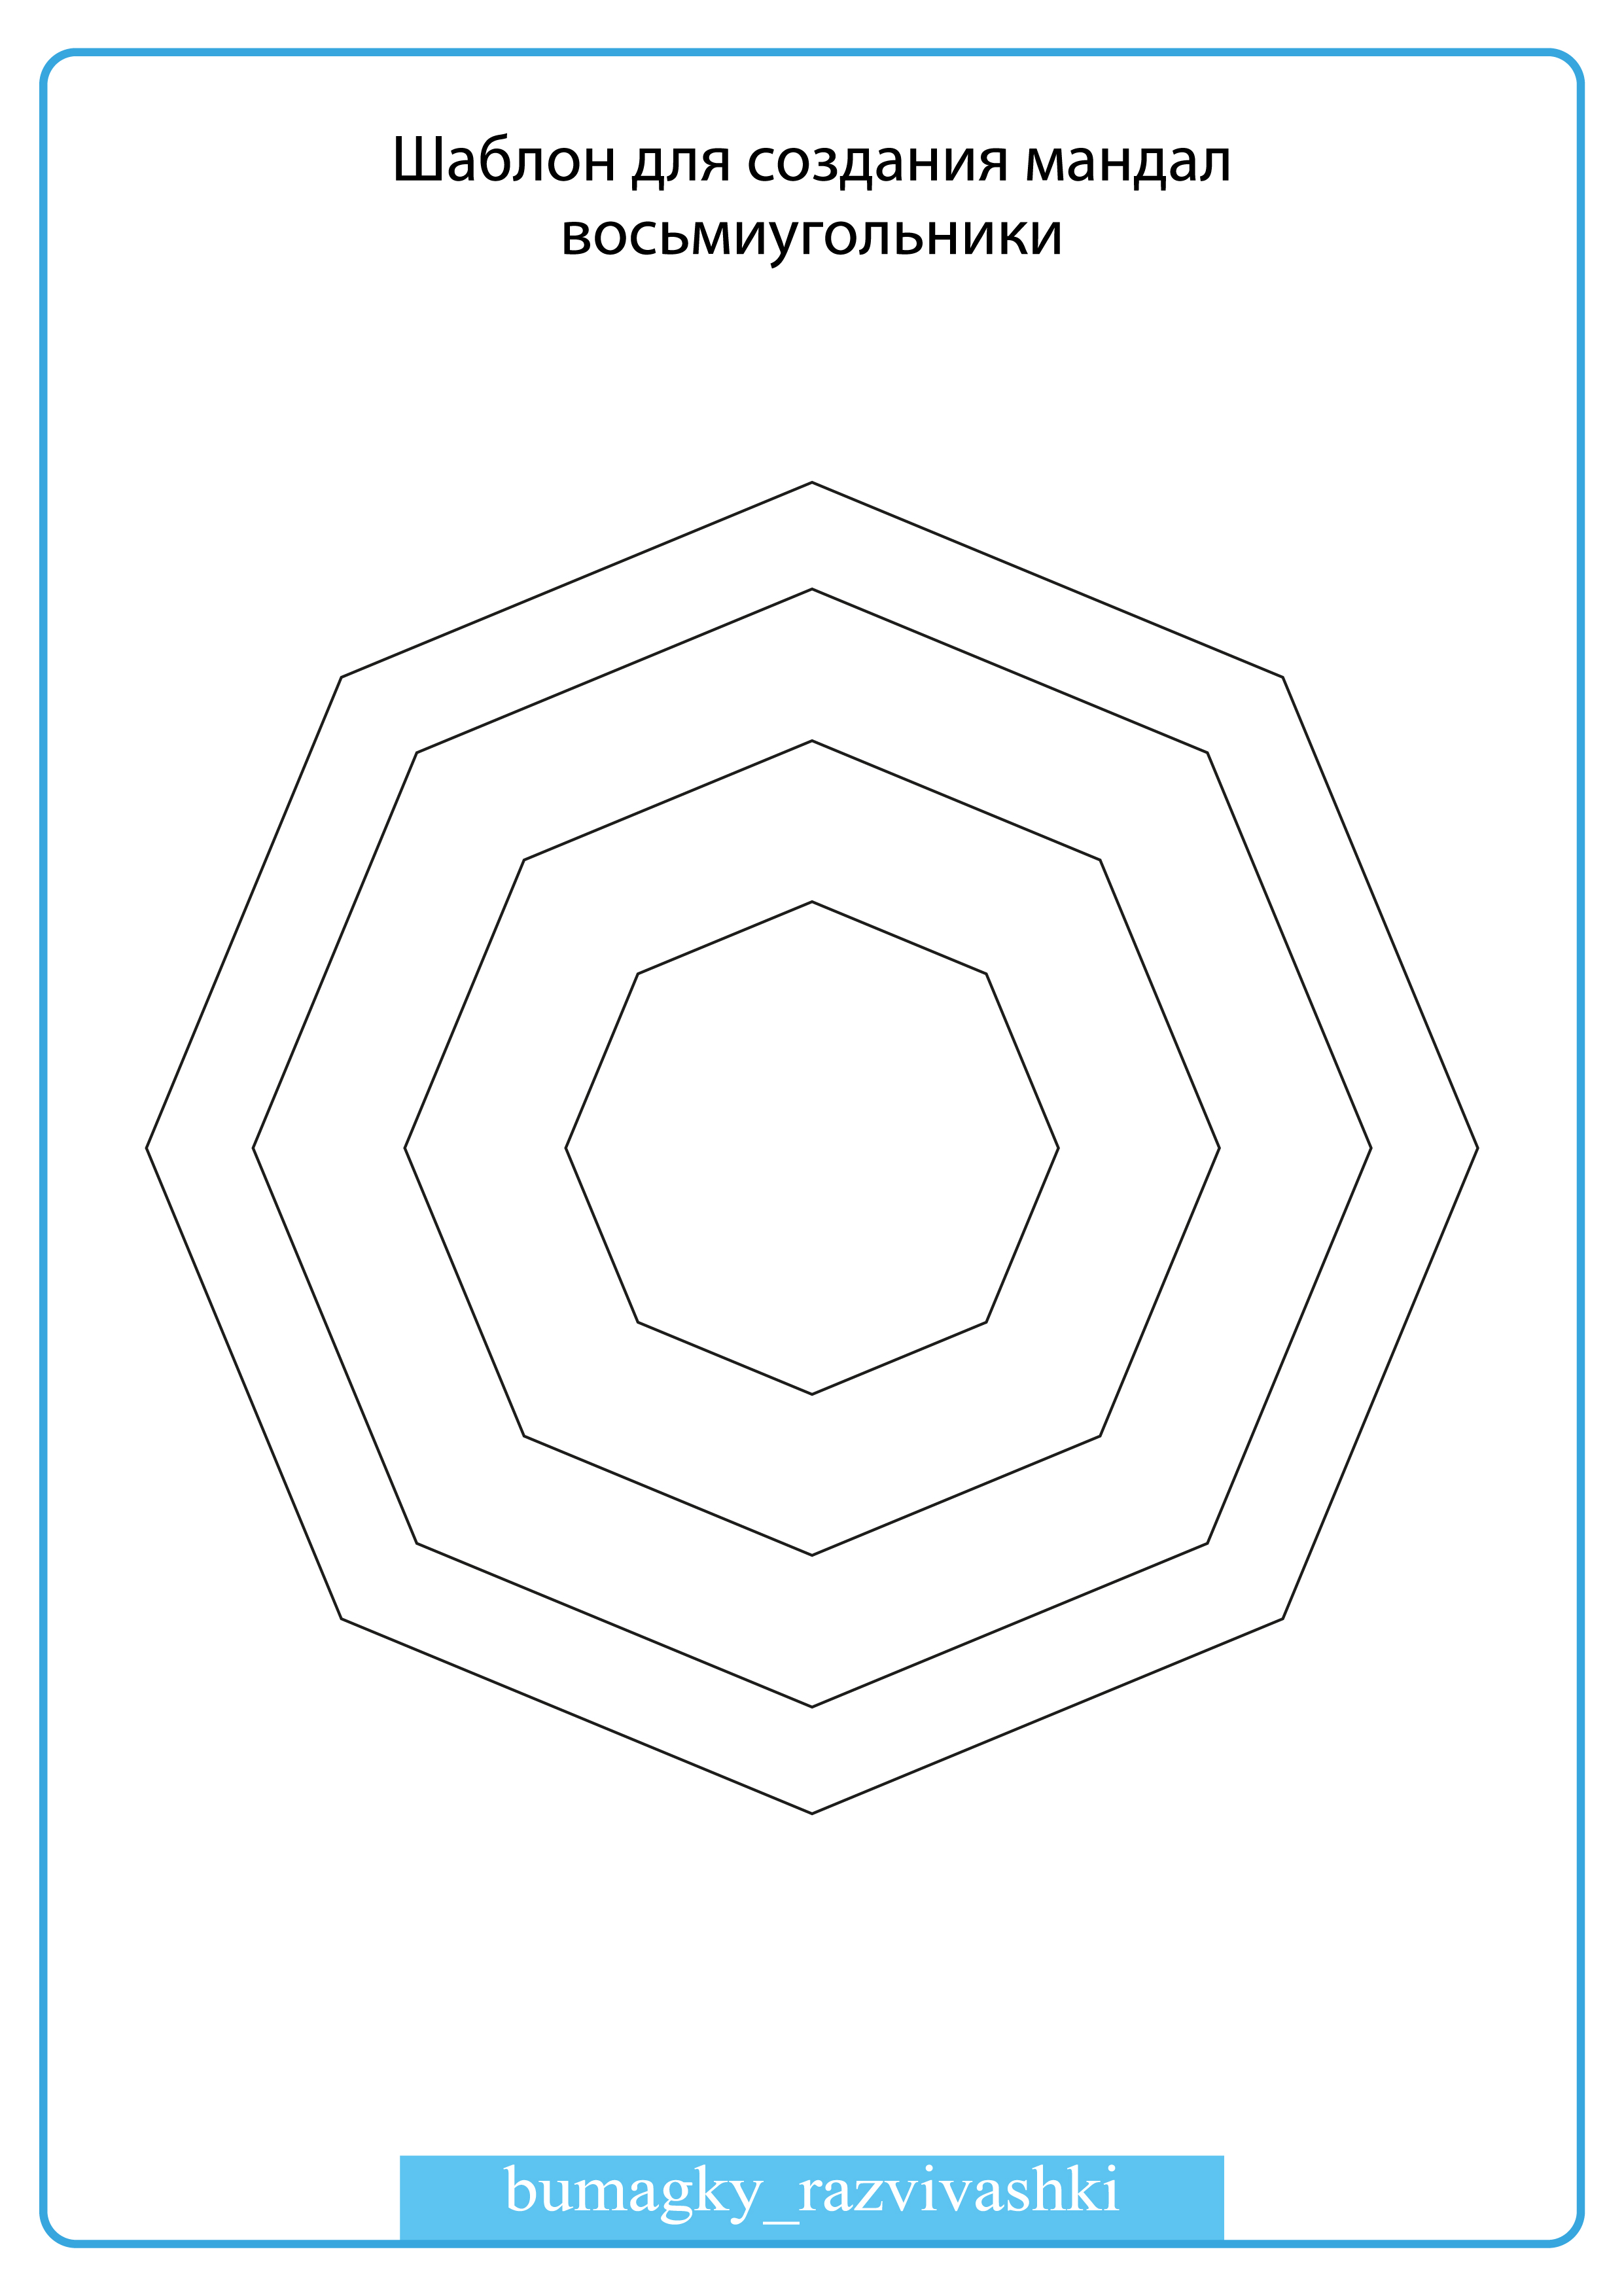 Шаблон для создания мандал
восьмиугольники
bumagky_razvivashki